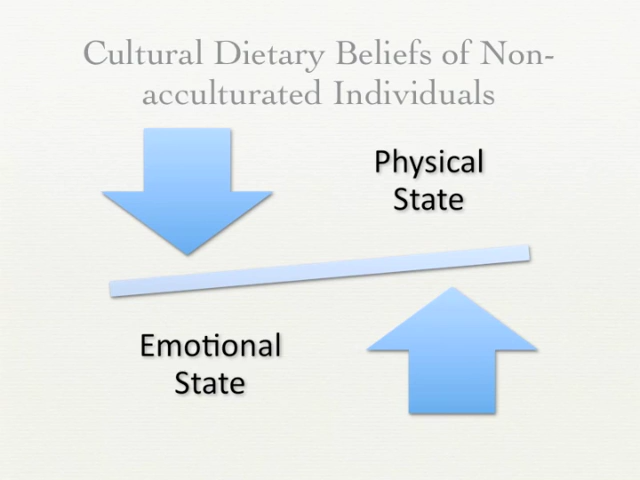 Cultural Dietary Beliefs of Non-
acculturated Individuals
Physical
State
Emotional
State